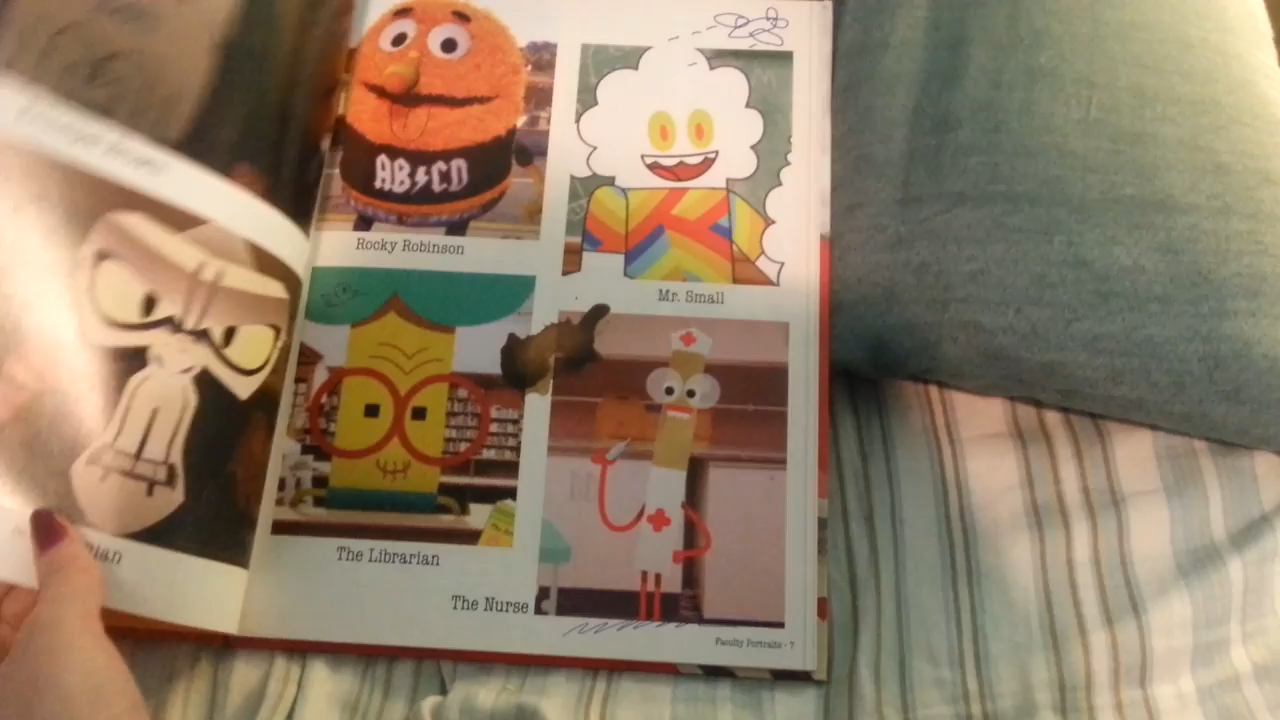 AB⚡CD
Rocky Robinson
Mr. Small
The Librarian
The Nurse
Faculty Portraits - 7